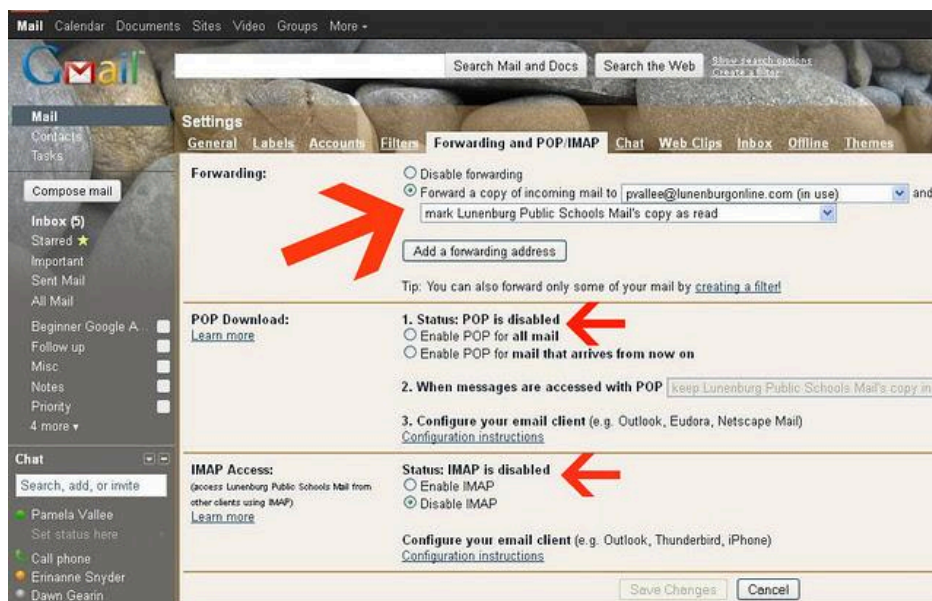 Mail Calendar Documents Sites Video Groups More
Gmail
Search Mail and Docs Search the Web Show search options
Create a filter
Mail
Contacts
Tasks
Compose mail
Inbox (5)
Starred
Important
Sent Mail
All Mail
Beginner Google A...
Follow up
Misc
Notes
Priority
4 more
Chat
Search, add, or invite
Pamela Vallee
Set status here
Call phone
Erinanne Snyder
Dawn Gearin
Settings
General Labels Accounts Filters Forwarding and POP/IMAP Chat Web Clips Inbox Offline Themes
Forwarding:
Disable forwarding
Forward a copy of incoming mail to pvallee@lunenburgonline.com (in use) and
mark Lunenburg Public Schools Mail's copy as read
Add a forwarding address
Tip: You can also forward only some of your mail by creating a filter!
POP Download:
Learn more
1. Status: POP is disabled
Enable POP for all mail
Enable POP for mail that arrives from now on
2. When messages are accessed with POP keep Lunenburg Public Schools Mail's copy in
3. Configure your email client (e.g. Outlook, Eudora, Netscape Mail)
Configuration instructions
IMAP Access:
(access Lunenburg Public Schools Mail from
other clients using IMAP)
Learn more
Status: IMAP is disabled
Enable IMAP
Disable IMAP
Configure your email client (e.g. Outlook, Thunderbird, iPhone)
Configuration instructions
Save Changes Cancel